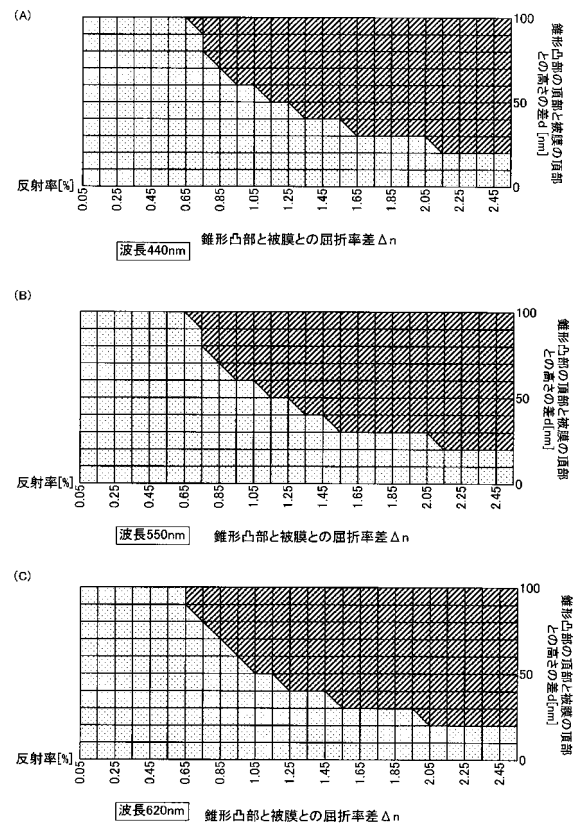 (A)
100
50
0
錐形凸部の頂部と被膜の頂部
との高さの差d [nm]
反射率[%]
0.05 0.25 0.45 0.65 0.85 1.05 1.25 1.45 1.65 1.85 2.05 2.25 2.45
波長440nm 錐形凸部と被膜との屈折率差Δn
(B)
100
50
0
錐形凸部の頂部と被膜の頂部
との高さの差d[nm]
反射率[%]
0.05 0.25 0.45 0.65 0.85 1.05 1.25 1.45 1.65 1.85 2.05 2.25 2.45
波長550nm 錐形凸部と被膜との屈折率差Δn
(C)
100
50
0
錐形凸部の頂部と被膜の頂部
との高さの差d[nm]
反射率[%]
0.05 0.25 0.45 0.65 0.85 1.05 1.25 1.45 1.65 1.85 2.05 2.25 2.45
波長620nm 錐形凸部と被膜との屈折率差Δn